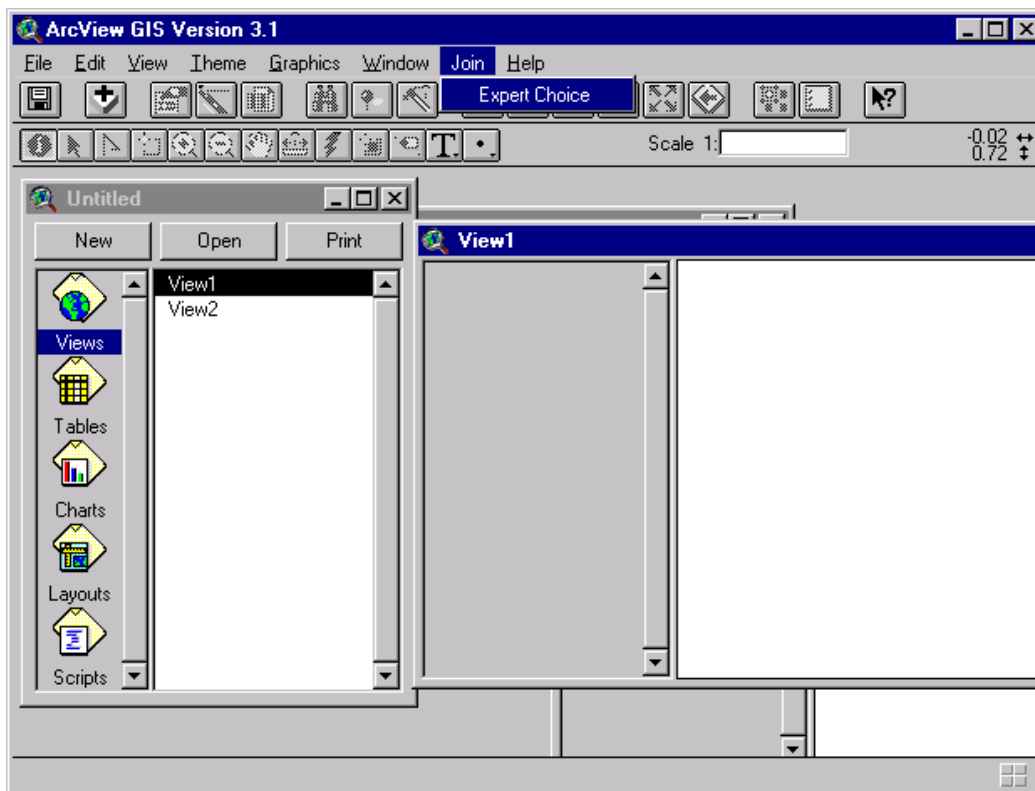 ArcView GIS Version 3.1
File Edit View Theme Graphics Window Join Help
Expert Choice
T
Scale 1:
-0.02
0.72
Untitled
New Open Print
View1
View2
Views
Tables
Charts
Layouts
Scripts
View1